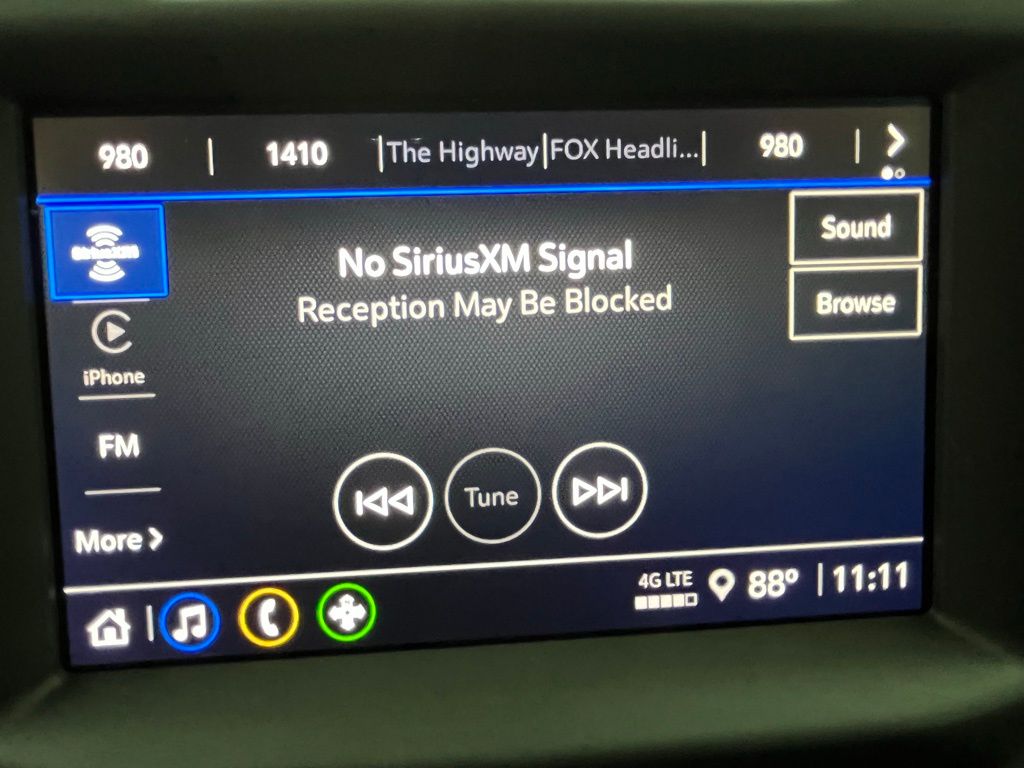 980 | 1410 |The Highway|FOX Headli...| 980 |
SiriusXM
No SiriusXM Signal
Reception May Be Blocked
Sound
Browse
iPhone
FM
Tune
More
4G LTE
88° | 11:11